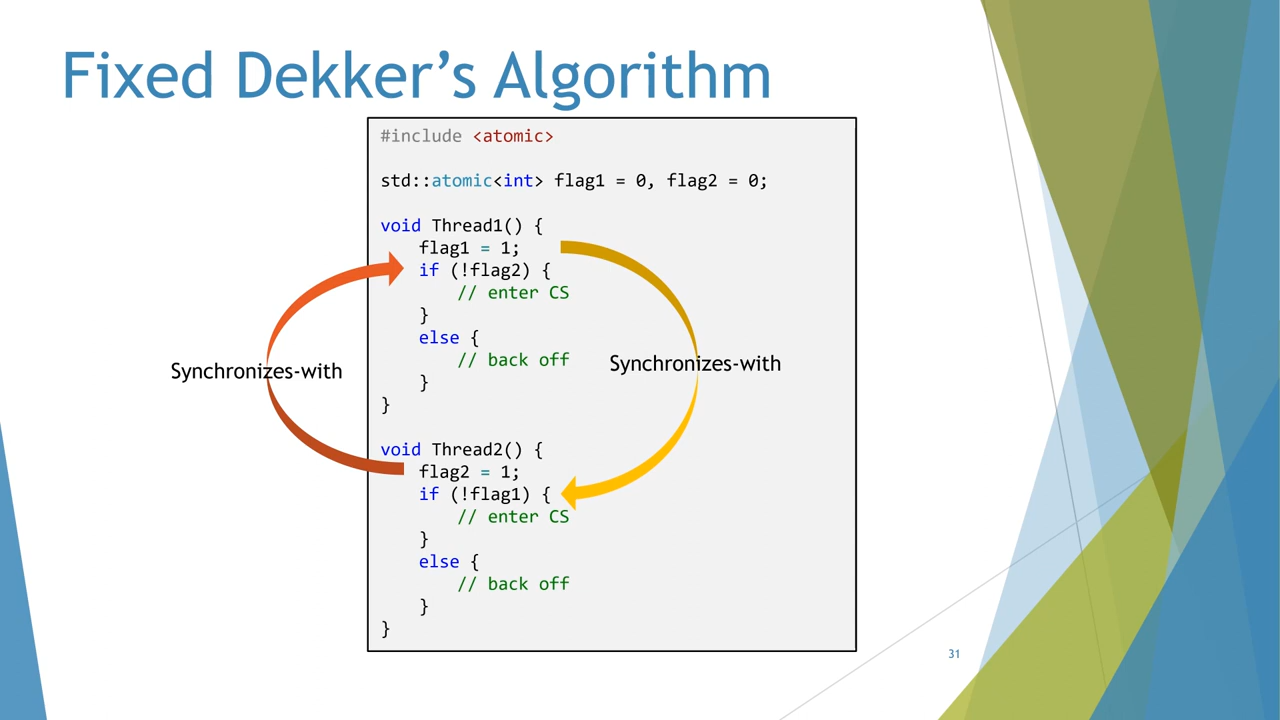 Fixed Dekker’s Algorithm
#include <atomic>
std::atomic<int> flag1 = 0, flag2 = 0;
void Thread1() {
flag1 = 1;
if (!flag2) {
// enter CS
}
else {
// back off
}
}
void Thread2() {
flag2 = 1;
if (!flag1) {
// enter CS
}
else {
// back off
}
}
Synchronizes-with
Synchronizes-with
31